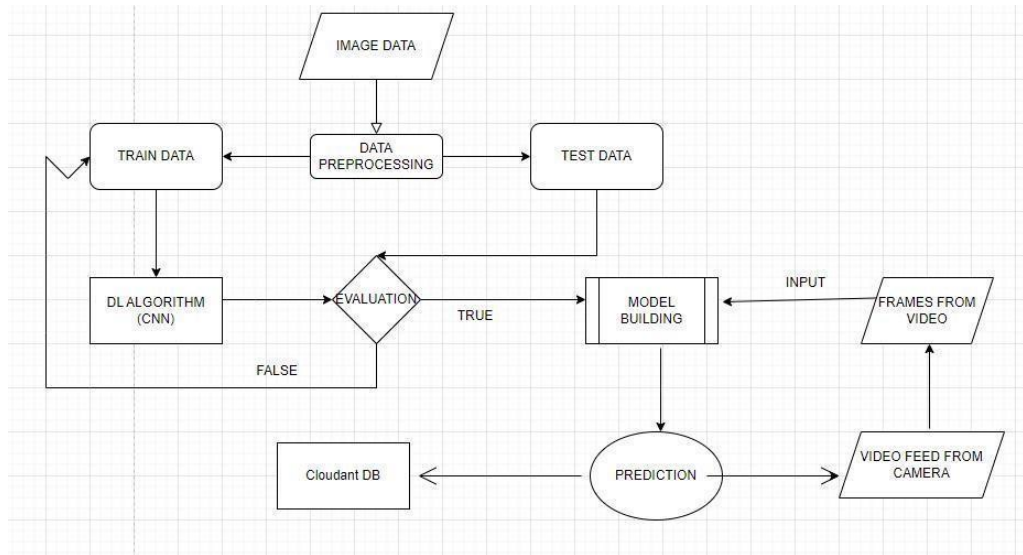 IMAGE DATA
TRAIN DATA
DATA
PREPROCESSING
TEST DATA
DL ALGORITHM
(CNN)
EVALUATION
TRUE
MODEL
BUILDING
INPUT
FRAMES FROM
VIDEO
FALSE
Cloudant DB
PREDICTION
VIDEO FEED FROM
CAMERA